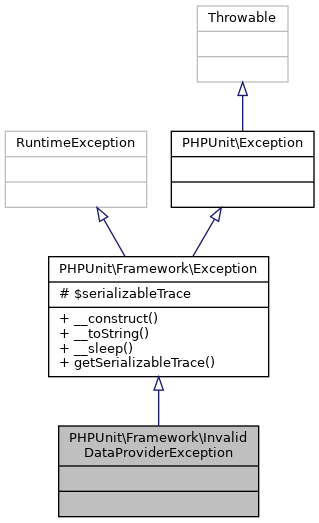 Throwable
RuntimeException
PHPUnit\Exception
PHPUnit\Framework\Exception
# $serializableTrace
+ __construct()
+ __toString()
+ __sleep()
+ getSerializableTrace()
PHPUnit\Framework\Invalid
DataProviderException